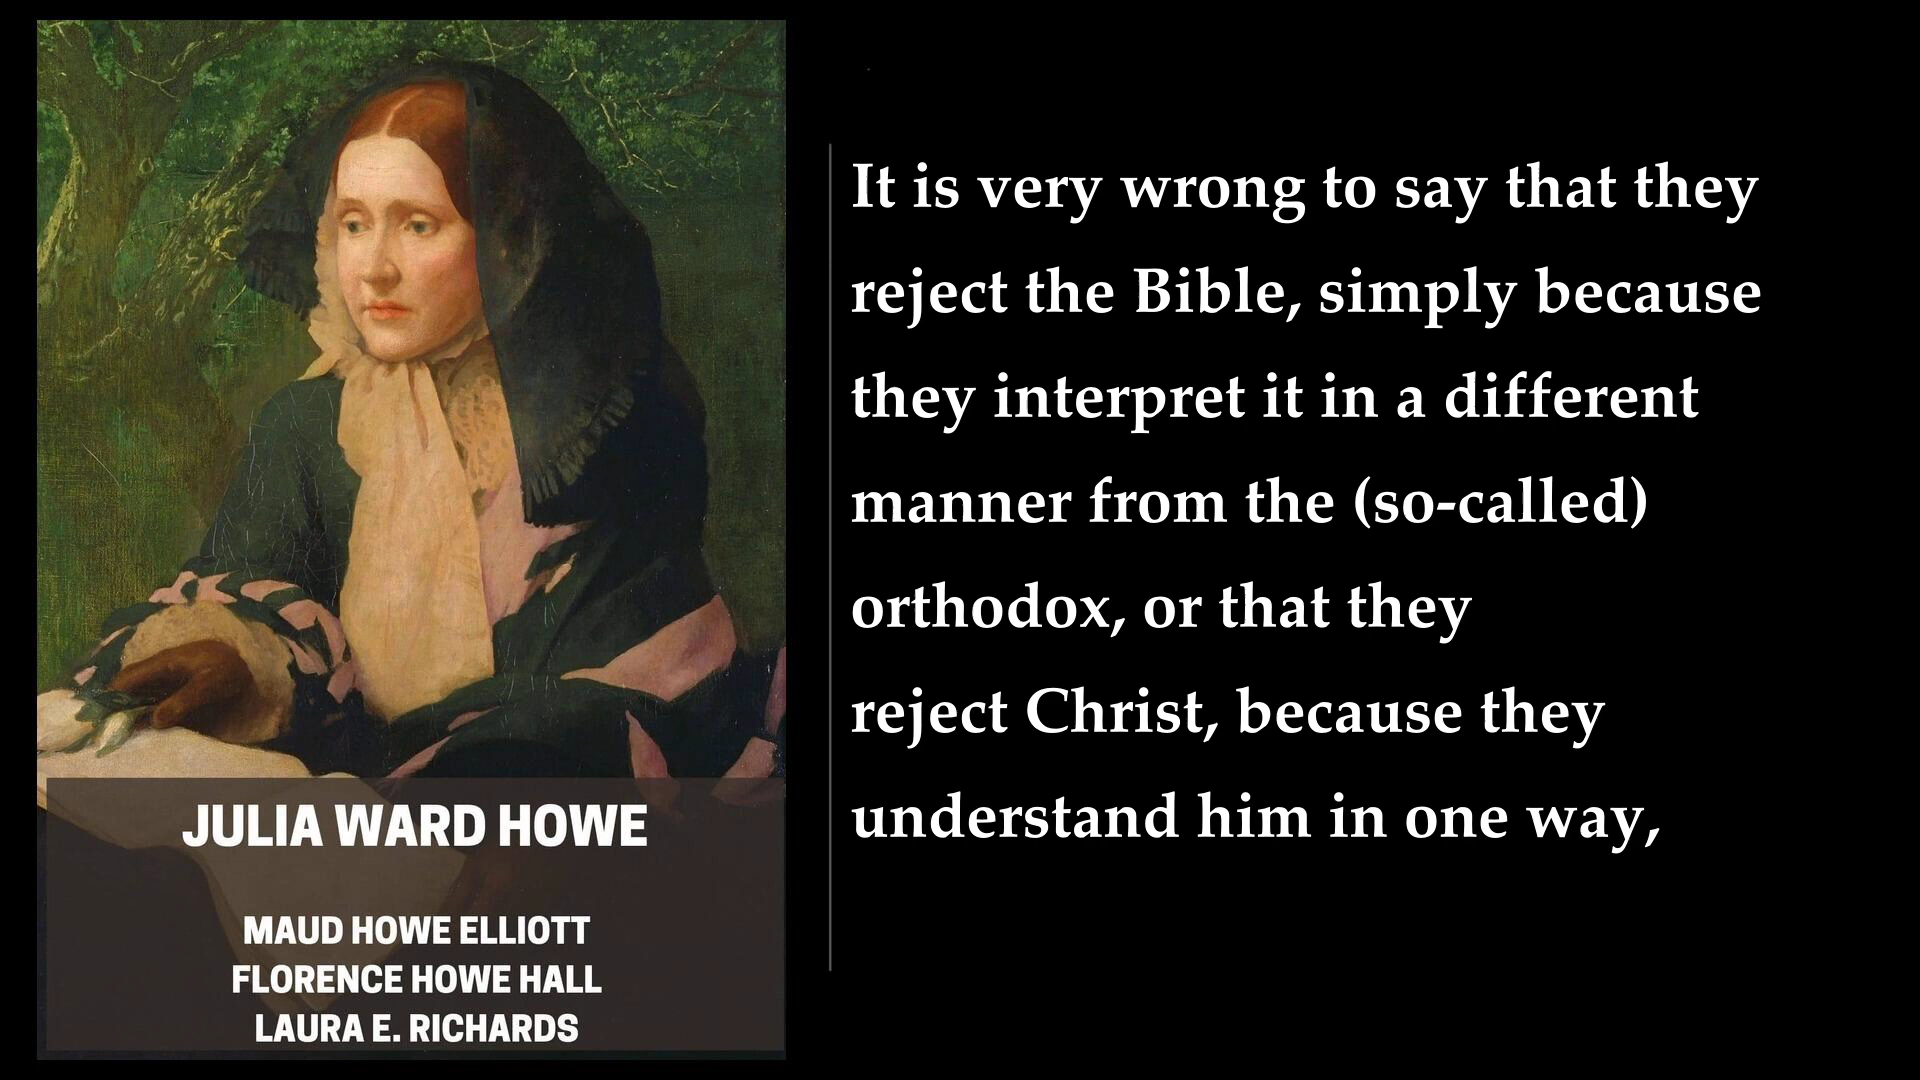 JULIA WARD HOWE
MAUD HOWE ELLIOTT
FLORENCE HOWE HALL
LAURA E. RICHARDS
It is very wrong to say that they
reject the Bible, simply because
they interpret it in a different
manner from the (so-called)
orthodox, or that they
reject Christ, because they
understand him in one way,